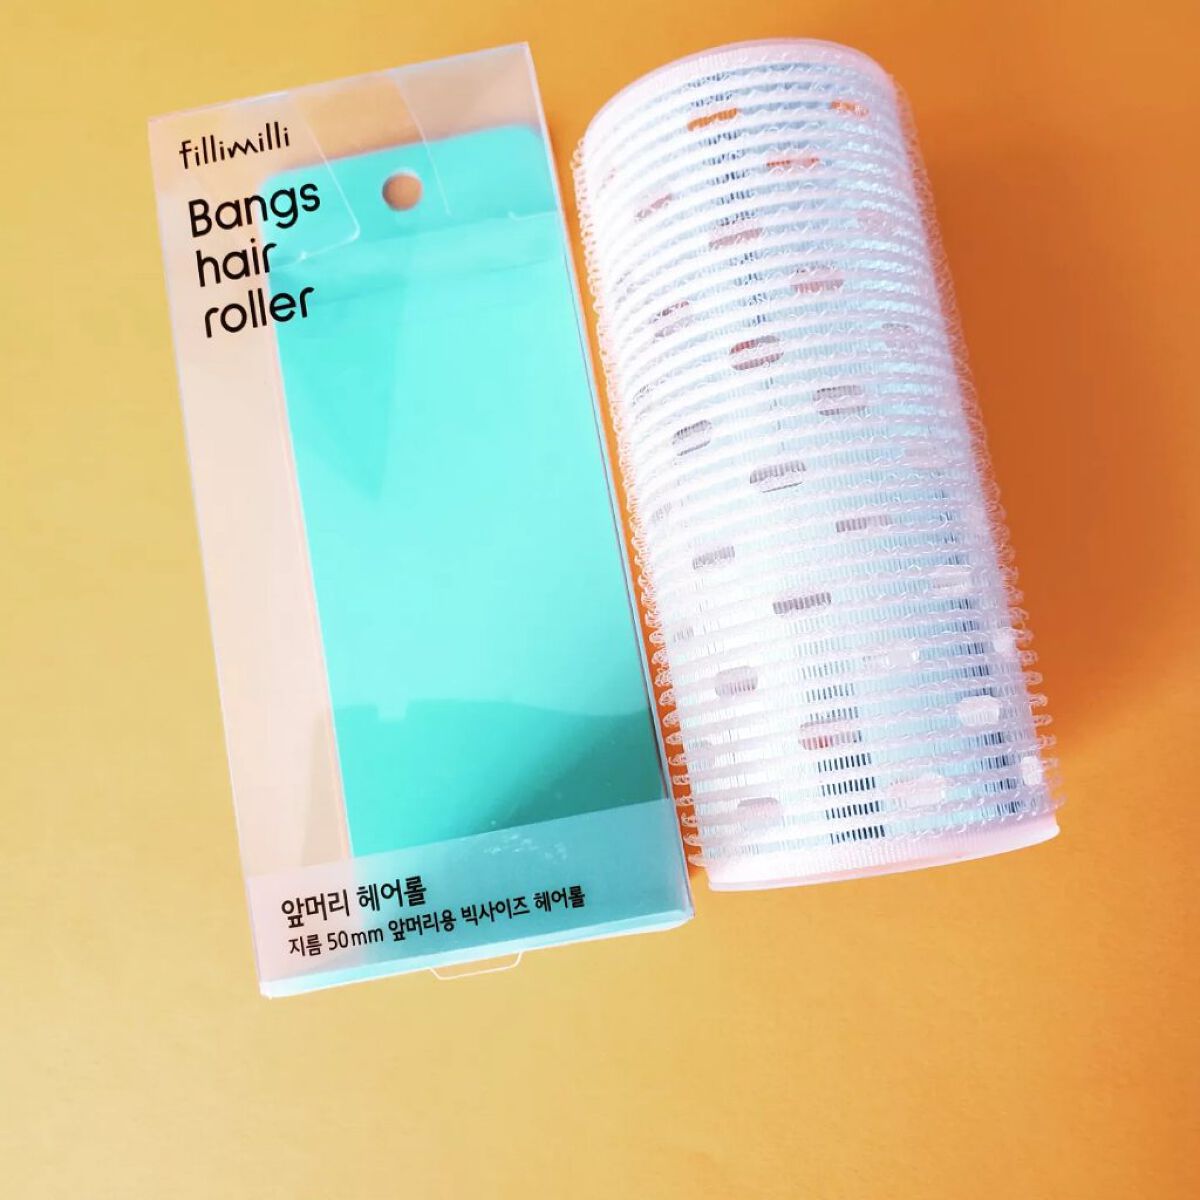 fillimilli
Bangs
hair
roller
앞머리 헤어롤
지름 50mm 앞머리용 빅사이즈 헤어롤